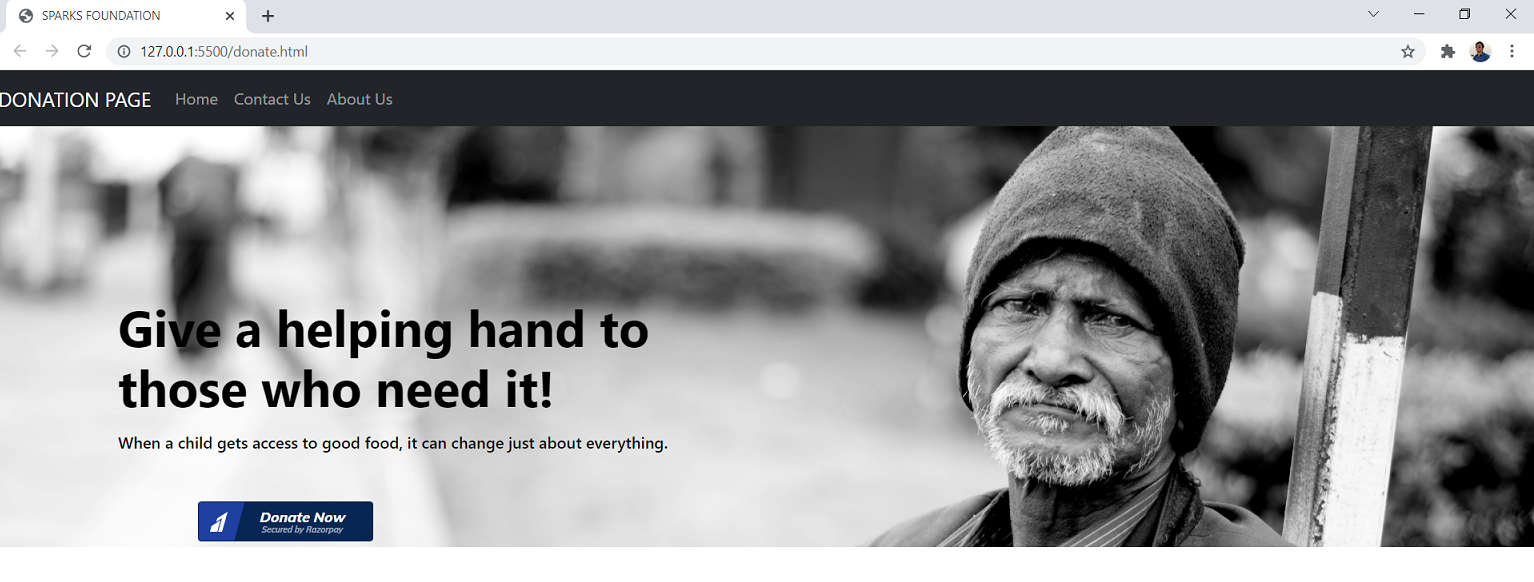 SPARKS FOUNDATION
127.0.0.1:5500/donate.html
DONATION PAGE Home Contact Us About Us
Give a helping hand to
those who need it!
When a child gets access to good food, it can change just about everything.
Donate Now
Secured by Razorpay